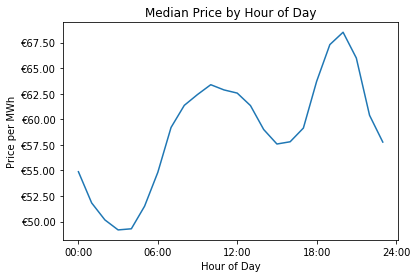 Median Price by Hour of Day
€67.50
€65.00
€62.50
€60.00
€57.50
€55.00
€52.50
€50.00
Price per MWh
00:00 06:00 12:00 18:00 24:00
Hour of Day